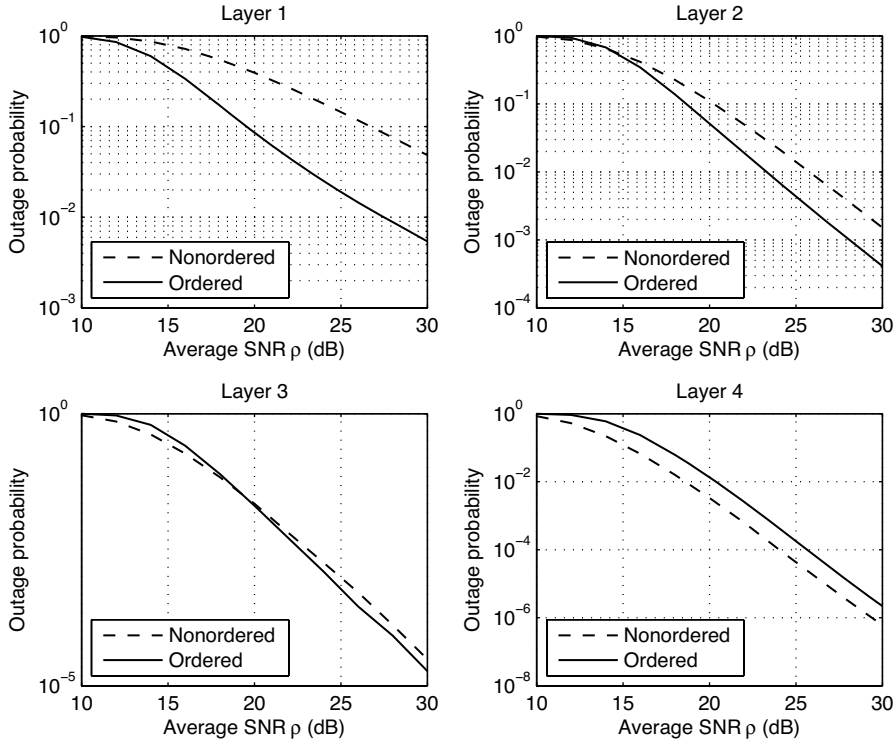 Layer 1
10^0
10^-1
10^-2
10^-3
Outage probability
Nonordered
Ordered
10 15 20 25 30
Average SNR ρ (dB)
Layer 2
10^0
10^-1
10^-2
10^-3
10^-4
Outage probability
Nonordered
Ordered
10 15 20 25 30
Average SNR ρ (dB)
Layer 3
10^0
10^-5
Outage probability
Nonordered
Ordered
10 15 20 25 30
Average SNR ρ (dB)
Layer 4
10^0
10^-2
10^-4
10^-6
10^-8
Outage probability
Nonordered
Ordered
10 15 20 25 30
Average SNR ρ (dB)